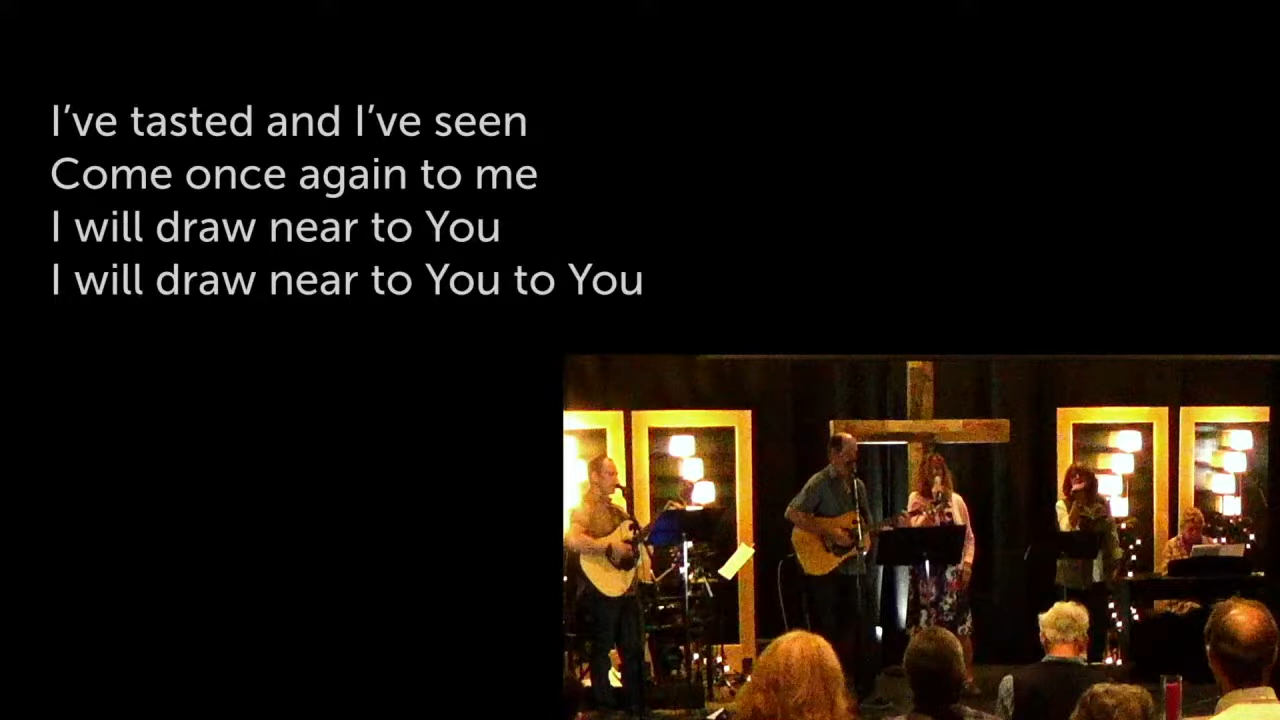 I've tasted and I've seen
Come once again to me
I will draw near to You
I will draw near to You to You